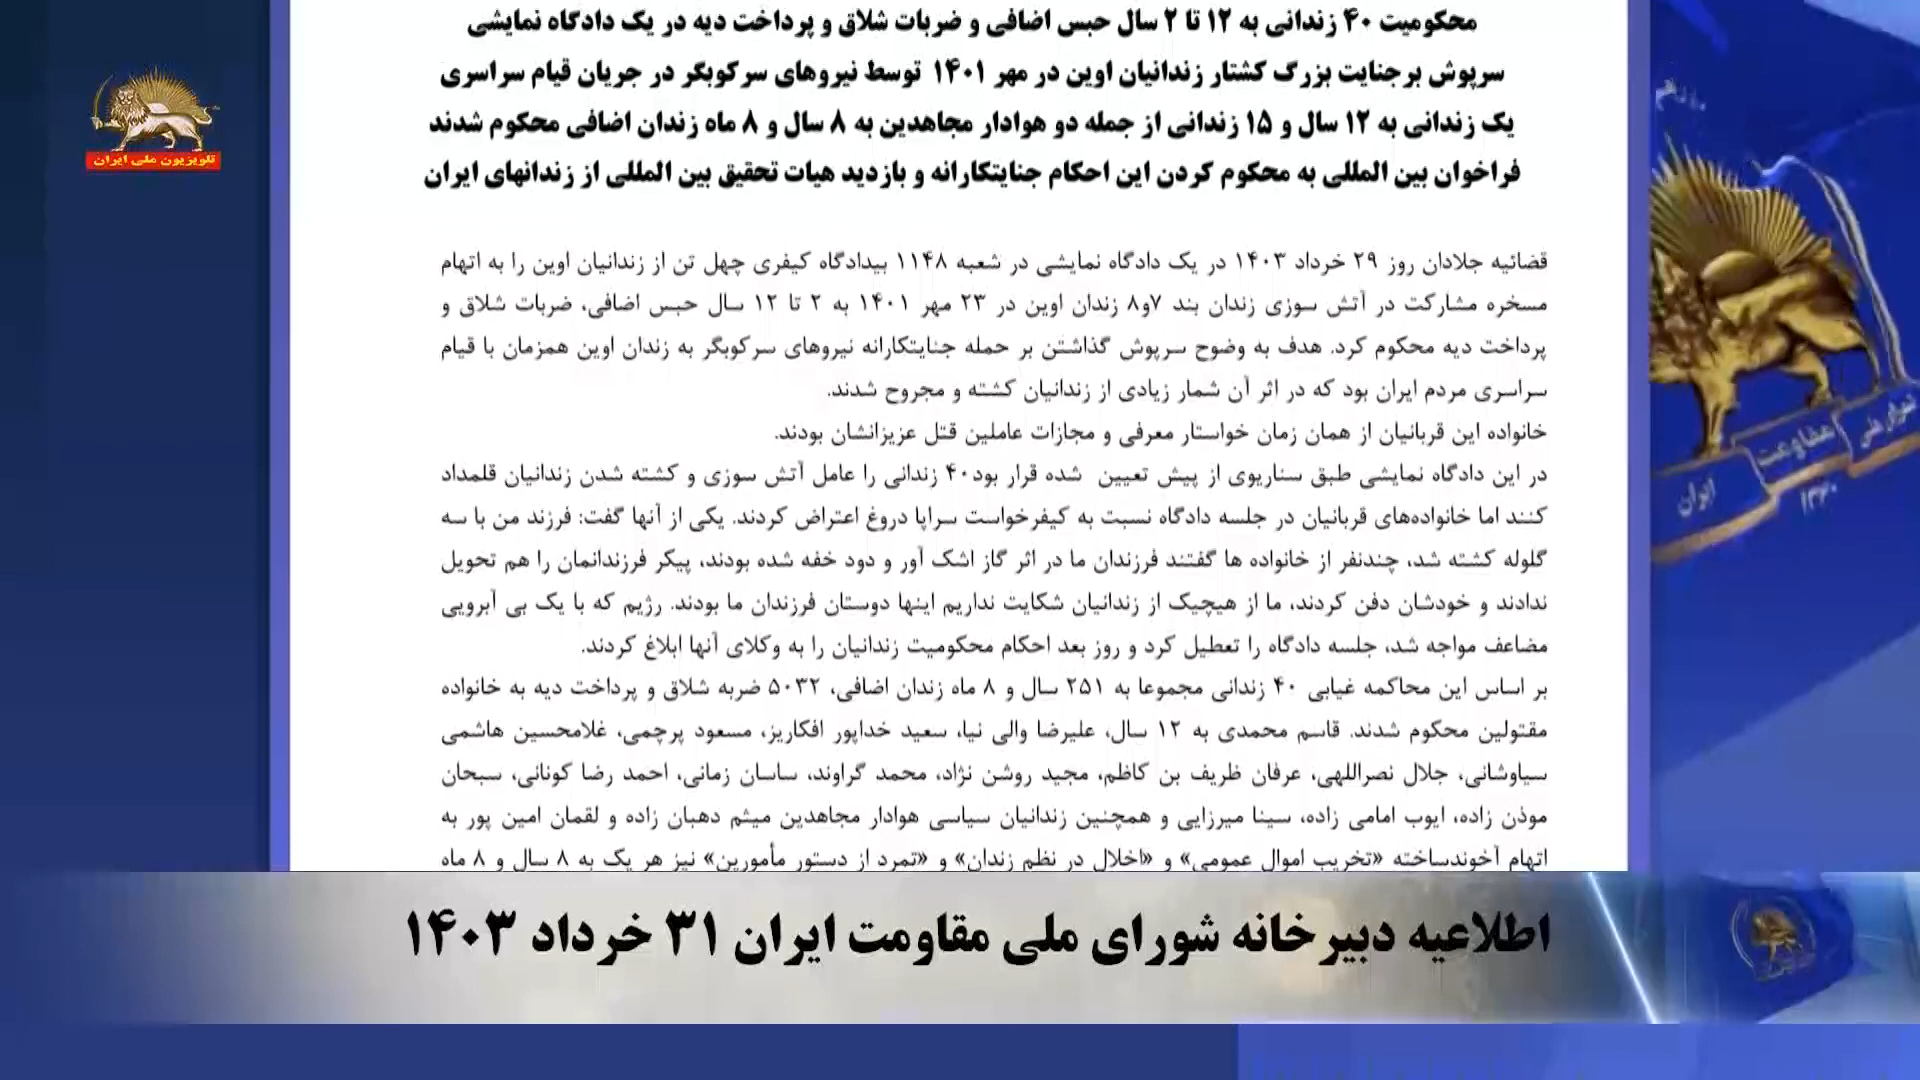 محکومیت ۴۰ زندانی به ۱۲ تا ۲ سال حبس اضافی و ضربات شلاق و پرداخت دیه در یک دادگاه نمایشی
سرپوش برجنایت بزرگ کشتار زندانیان اوین در مهر ۱۴۰۱ توسط نیروهای سرکوبگر در جریان قیام سراسری
یک زندانی به ۱۲ سال و ۱۵ زندانی از جمله دو هوادار مجاهدین به ۸ سال و ۸ ماه زندان اضافی محکوم شدند
فراخوان بین المللی به محکوم کردن این احکام جنایتکارانه و بازدید هیات تحقیق بین المللی از زندانهای ایران
قضائیه جلادان روز ۲۹ خرداد ۱۴۰۳ در یک دادگاه نمایشی در شعبه ۱۱۴۸ بیدادگاه کیفری چهل تن از زندانیان اوین را به اتهام
مسخره مشارکت در آتش سوزی زندان بند ۷و۸ زندان اوین در ۲۳ مهر ۱۴۰۱ به ۲ تا ۱۲ سال حبس اضافی، ضربات شلاق و
پرداخت دیه محکوم کرد. هدف به وضوح سرپوش گذاشتن بر حمله جنایتکارانه نیروهای سرکوبگر به زندان اوین همزمان با قیام
سراسری مردم ایران بود که در اثر آن شمار زیادی از زندانیان کشته و مجروح شدند.
خانواده این قربانیان از همان زمان خواستار معرفی و مجازات عاملین قتل عزیزانشان بودند.
در این دادگاه نمایشی طبق سناریوی از پیش تعیین شده قرار بود۴۰ زندانی را عامل آتش سوزی و کشته شدن زندانیان قلمداد
کنند اما خانواده‌های قربانیان در جلسه دادگاه نسبت به کیفرخواست سراپا دروغ اعتراض کردند. یکی از آنها گفت: فرزند من با سه
گلوله کشته شد، چندنفر از خانواده ها گفتند فرزندان ما در اثر گاز اشک آور و دود خفه شده بودند، پیکر فرزندانمان را هم تحویل
ندادند و خودشان دفن کردند، ما از هیچیک از زندانیان شکایت نداریم اینها دوستان فرزندان ما بودند. رژیم که با یک بی آبرویی
مضاعف مواجه شد، جلسه دادگاه را تعطیل کرد و روز بعد احکام محکومیت زندانیان را به وکلای آنها ابلاغ کردند.
بر اساس این محاکمه غیابی ۴۰ زندانی مجموعا به ۲۵۱ سال و ۸ ماه زندان اضافی، ۵۰۳۲ ضربه شلاق و پرداخت دیه به خانواده
مقتولین محکوم شدند. قاسم محمدی به ۱۲ سال، علیرضا والی نیا، سعید خداپور افکاریز، مسعود پرچمی، غلامحسین هاشمی
سیاوشانی، جلال نصراللهی، عرفان ظریف بن کاظم، مجید روشن نژاد، محمد گراوند، ساسان زمانی، احمد رضا کونانی، سبحان
موذن زاده، ایوب امامی زاده، سینا میرزایی و همچنین زندانیان سیاسی هوادار مجاهدین میثم دهبان زاده و لقمان امین پور به
اتهام آخوندساخته «تخریب اموال عمومی» و «اخلال در نظم زندان» و «تمرد از دستور مأمورین» نیز هر یک به ۸ سال و ۸ ماه
اطلاعیه دبیرخانه شورای ملی مقاومت ایران ۳۱ خرداد ۱۴۰۳
تلویزیون ملی ایران
شورای ملی
مقاومت
ایران
۱۳۶۰